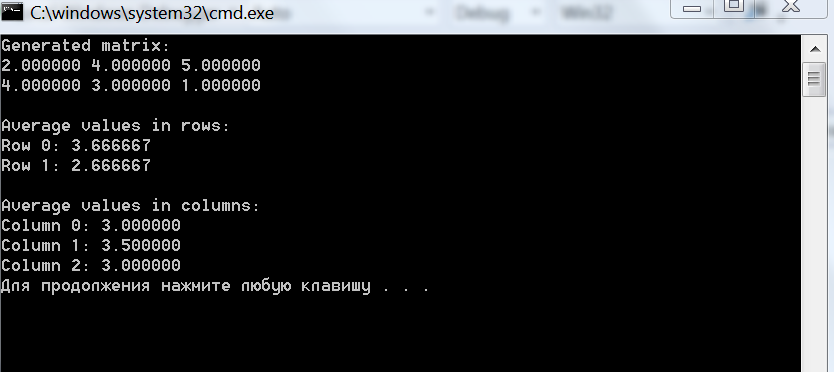 Debug
Win32
C:\windows\system32\cmd.exe
Generated matrix:
2.000000 4.000000 5.000000
4.000000 3.000000 1.000000
Average values in rows:
Row 0: 3.666667
Row 1: 2.666667
Average values in columns:
Column 0: 3.000000
Column 1: 3.500000
Column 2: 3.000000
Для продолжения нажмите любую клавишу . . .